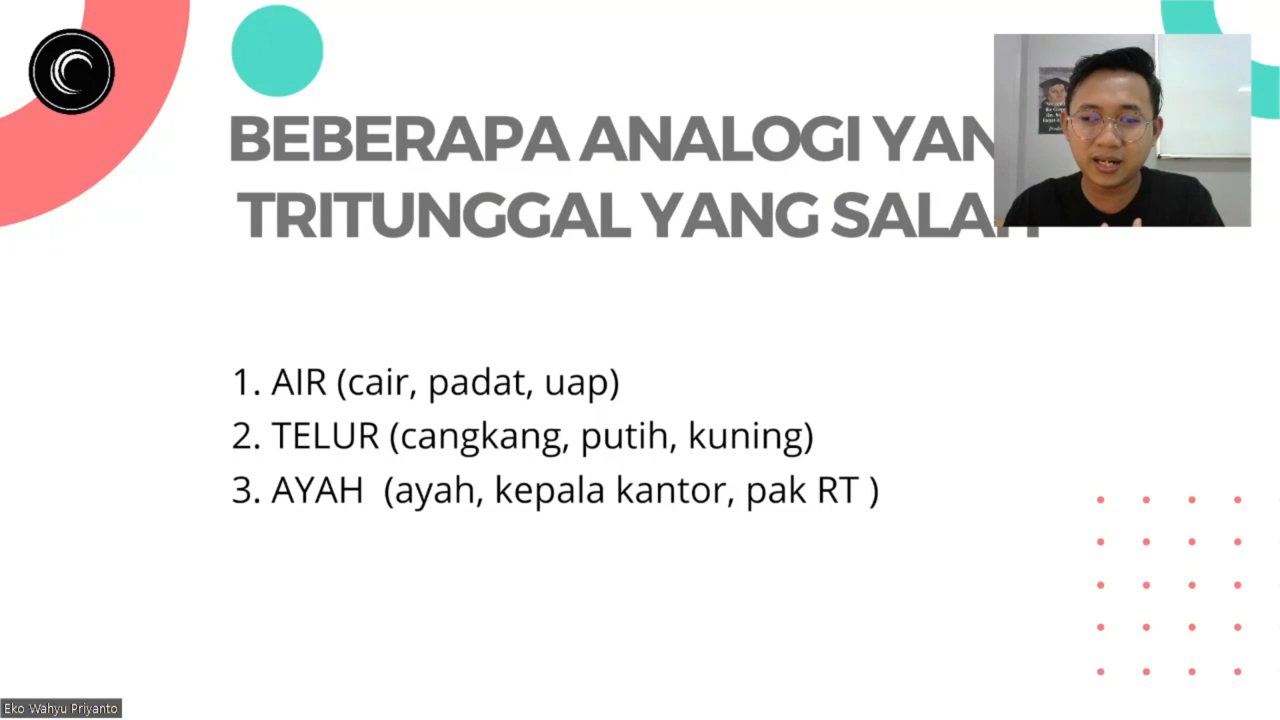 BEBERAPA ANALOGI YAN
TRITUNGGAL YANG SALAH
1. AIR (cair, padat, uap)
2. TELUR (cangkang, putih, kuning)
3. AYAH (ayah, kepala kantor, pak RT )
Eko Wahyu Priyanto